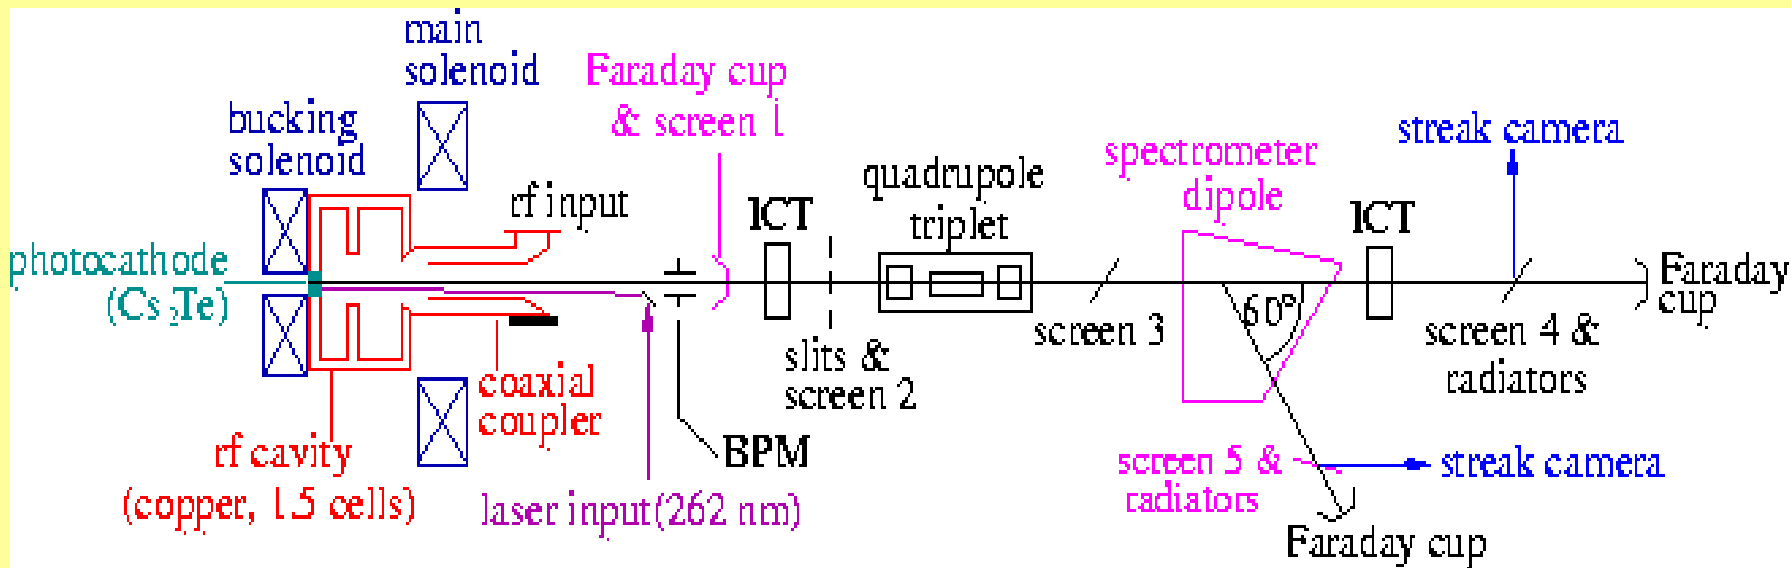 main
solenoid
bucking
solenoid
Faraday cup
& screen 1
rf input
photocathode
(Cs₂Te)
ICT
quadrupole
triplet
spectrometer
dipole
ICT
streak camera
Faraday
cup
60°
screen 3
slits &
screen 2
screen 4 &
radiators
coaxial
coupler
rf cavity
(copper, 1.5 cells)
BPM
laser input(262 nm)
screen 5 &
radiators
streak camera
Faraday cup